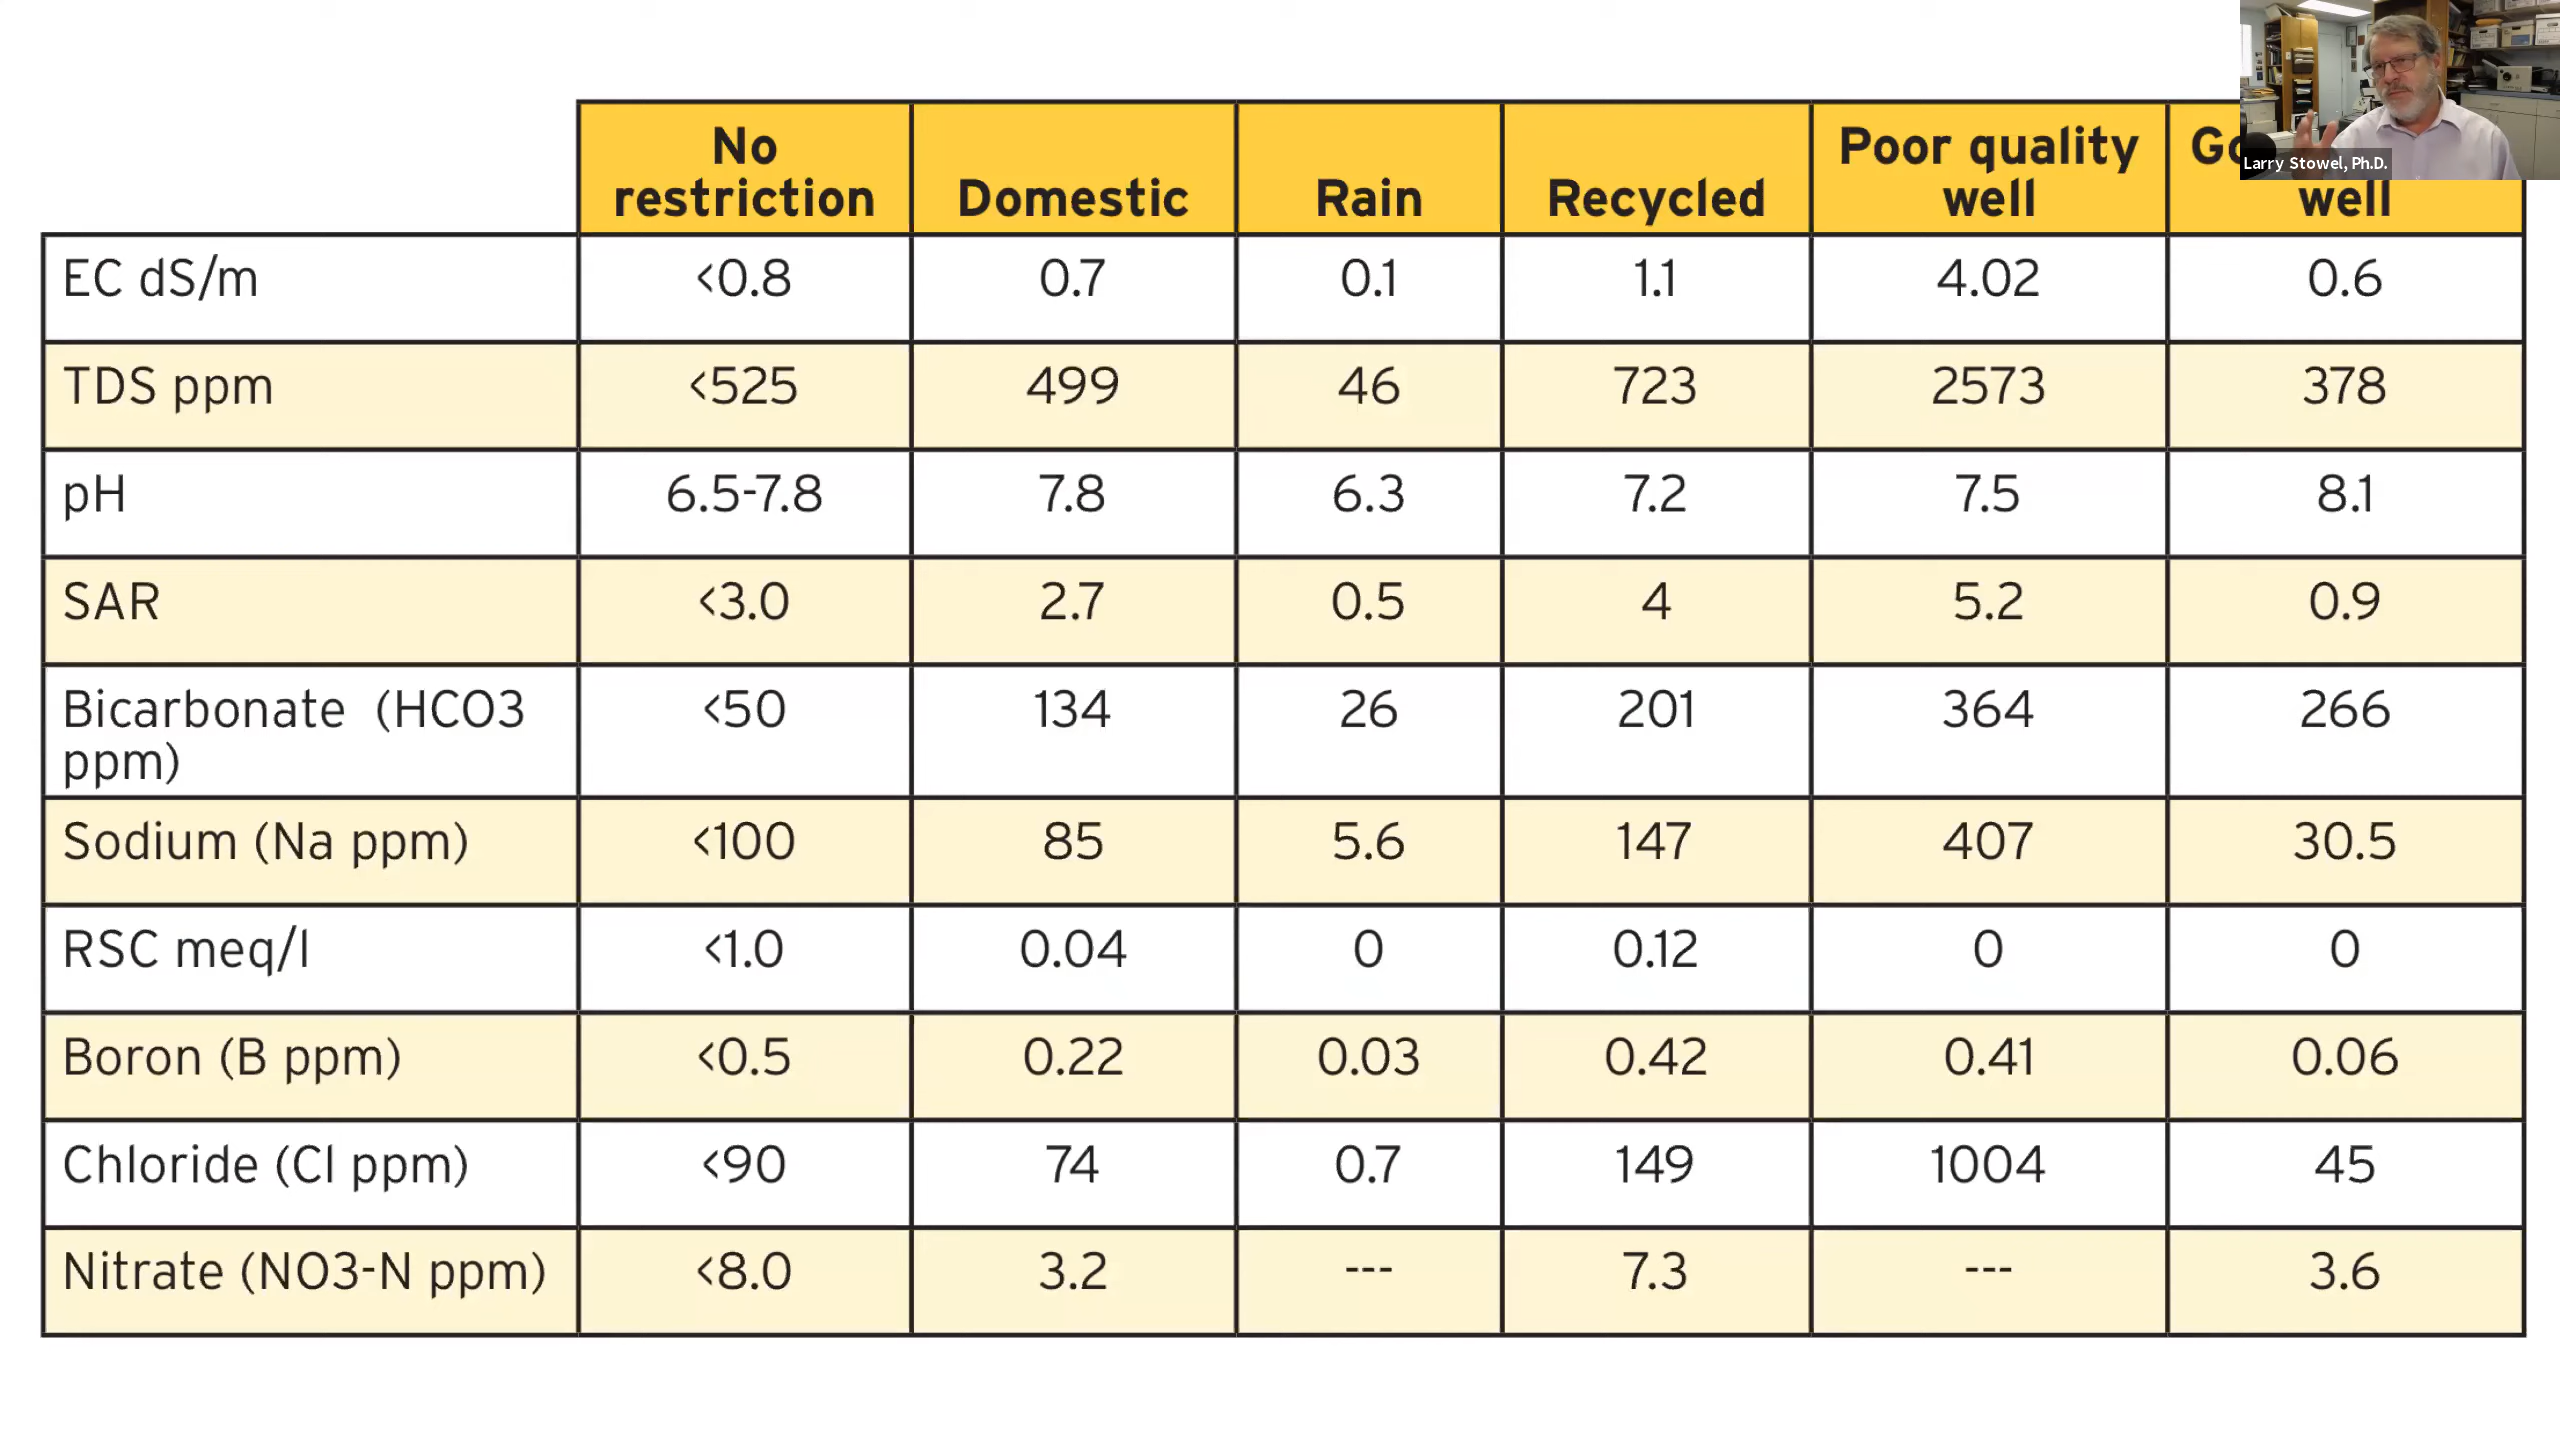 No restriction Domestic Rain Recycled Poor quality well well
EC dS/m <0.8 0.7 0.1 1.1 4.02 0.6
TDS ppm <525 499 46 723 2573 378
pH 6.5-7.8 7.8 6.3 7.2 7.5 8.1
SAR <3.0 2.7 0.5 4 5.2 0.9
Bicarbonate (HCO3 ppm) <50 134 26 201 364 266
Sodium (Na ppm) <100 85 5.6 147 407 30.5
RSC meq/l <1.0 0.04 0 0.12 0 0
Boron (B ppm) <0.5 0.22 0.03 0.42 0.41 0.06
Chloride (Cl ppm) <90 74 0.7 149 1004 45
Nitrate (NO3-N ppm) <8.0 3.2 --- 7.3 --- 3.6
Larry Stowel, Ph.D.